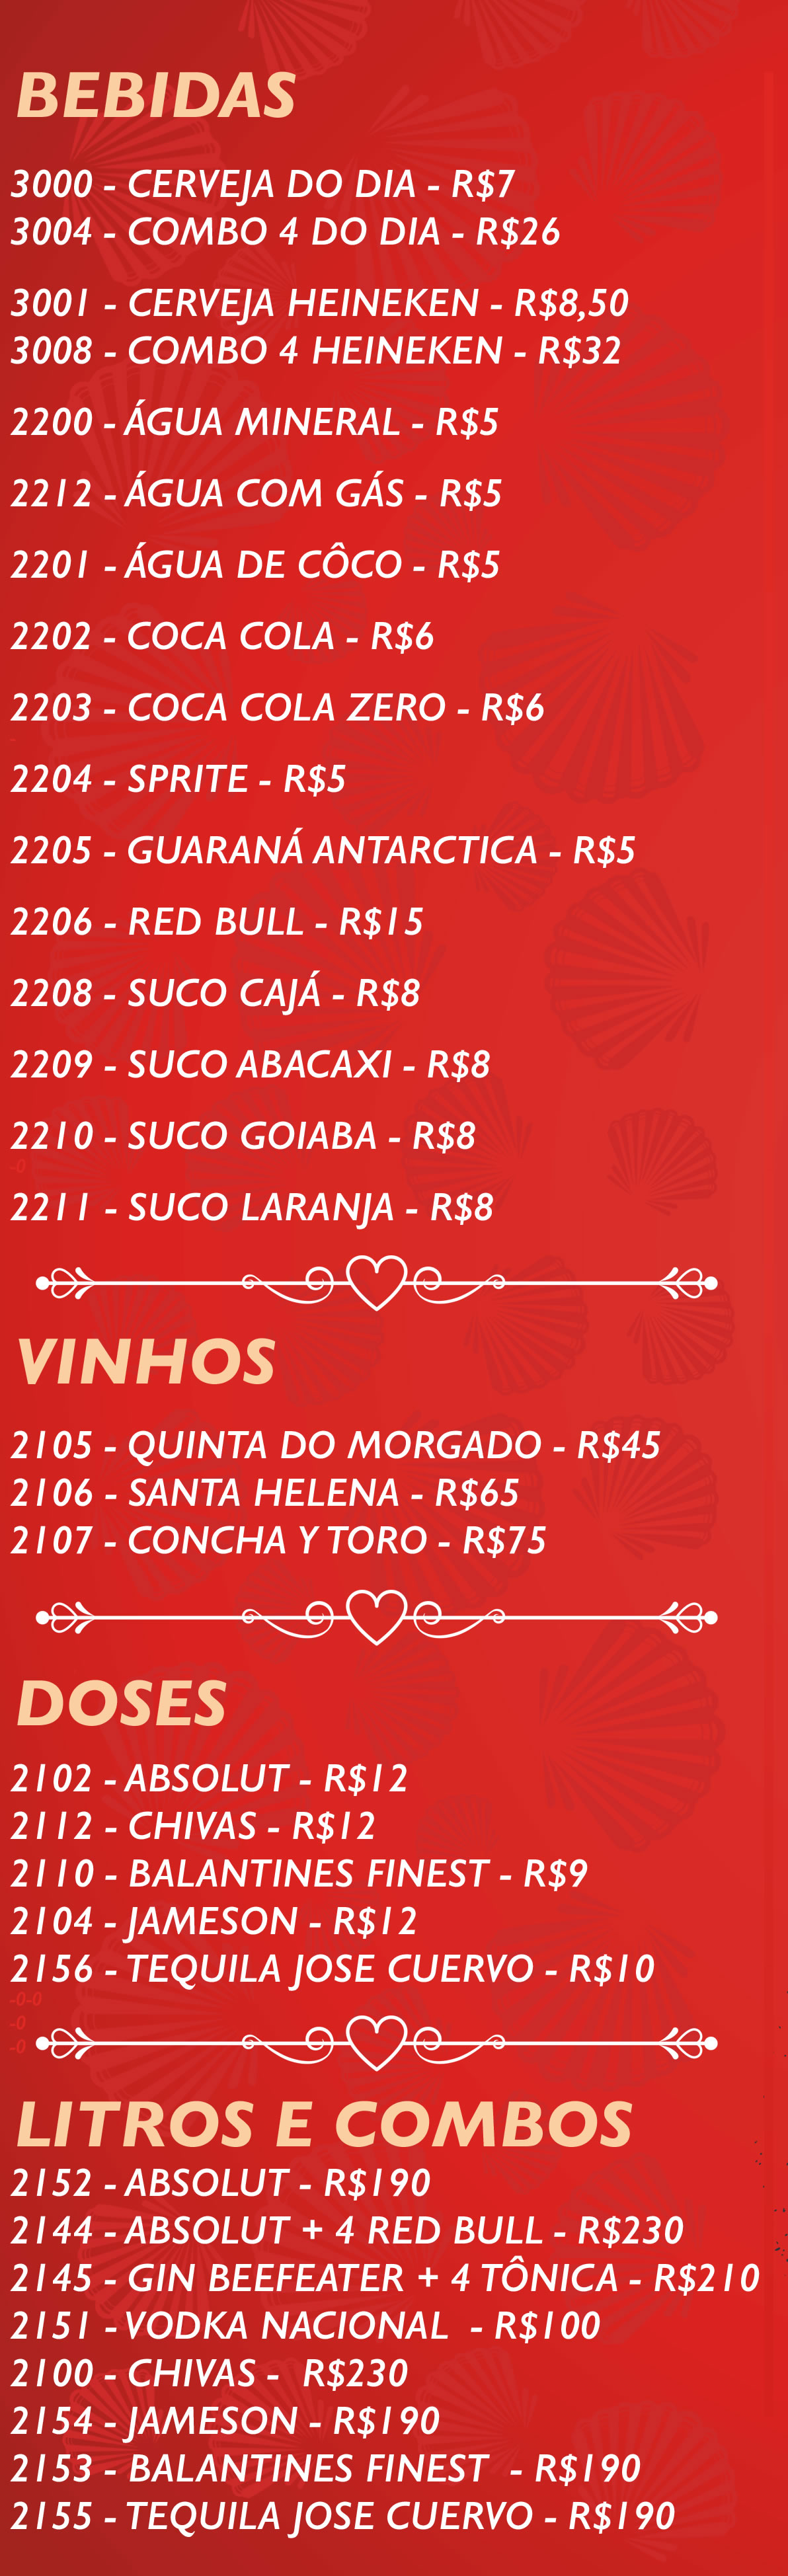 BEBIDAS
3000 - CERVEJA DO DIA - R$7
3004 - COMBO 4 DO DIA - R$26
3001 - CERVEJA HEINEKEN - R$8,50
3008 - COMBO 4 HEINEKEN - R$32
2200 - ÁGUA MINERAL - R$5
2212 - ÁGUA COM GÁS - R$5
2201 - ÁGUA DE CÔCO - R$5
2202 - COCA COLA - R$6
2203 - COCA COLA ZERO - R$6
2204 - SPRITE - R$5
2205 - GUARANÁ ANTARCTICA - R$5
2206 - RED BULL - R$15
2208 - SUCO CAJÁ - R$8
2209 - SUCO ABACAXI - R$8
2210 - SUCO GOIABA - R$8
2211 - SUCO LARANJA - R$8
VINHOS
2105 - QUINTA DO MORGADO - R$45
2106 - SANTA HELENA - R$65
2107 - CONCHA Y TORO - R$75
DOSES
2102 - ABSOLUT - R$12
2112 - CHIVAS - R$12
2110 - BALANTINES FINEST - R$9
2104 - JAMESON - R$12
2156 - TEQUILA JOSE CUERVO - R$10
-0-0
-0
-0
LITROS E COMBOS
2152 - ABSOLUT - R$190
2144 - ABSOLUT + 4 RED BULL - R$230
2145 - GIN BEEFEATER + 4 TÔNICA - R$210
2151 - VODKA NACIONAL - R$100
2100 - CHIVAS - R$230
2154 - JAMESON - R$190
2153 - BALANTINES FINEST - R$190
2155 - TEQUILA JOSE CUERVO - R$190